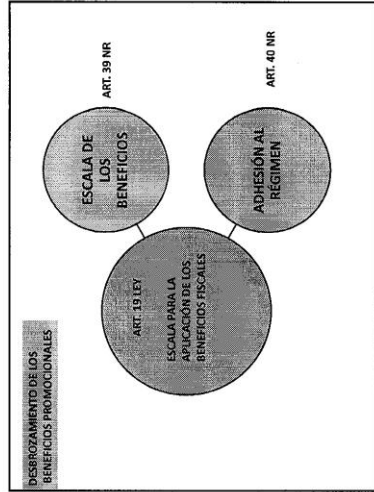 DESBROZAMIENTO DE LOS
BENEFICIOS PROMOCIONALES
ART. 19 LEY
ESCALA PARA LA
APLICACIÓN DE LOS
BENEFICIOS FISCALES
ESCALA DE
LOS
BENEFICIOS
ART. 39 NR
ADHESIÓN AL
RÉGIMEN
ART. 40 NR